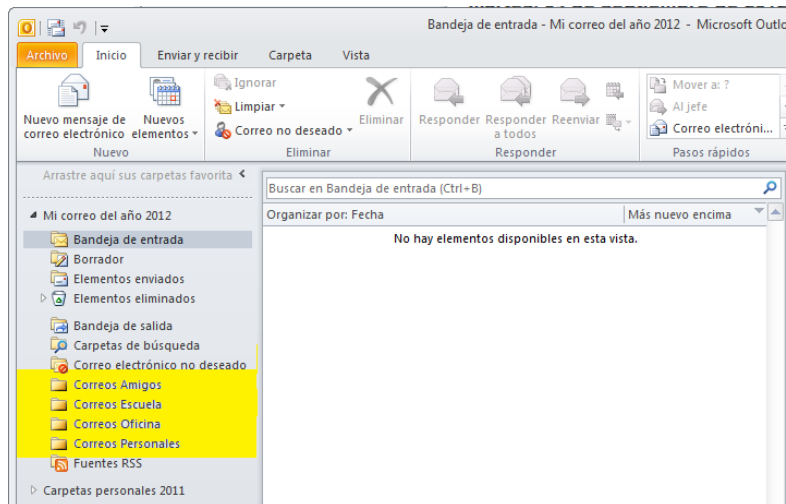 Bandeja de entrada - Mi correo del año 2012 - Microsoft Outlo
Archivo Inicio Enviar y recibir Carpeta Vista
Nuevo mensaje de correo electrónico
Nuevos elementos
Nuevo
Ignorar
Limpiar
Correo no deseado
Eliminar
Eliminar
Responder
Responder a todos
Reenviar
Responder
Mover a: ?
Al jefe
Correo electróni...
Pasos rápidos
Arrastre aquí sus carpetas favorita
Mi correo del año 2012
Bandeja de entrada
Borrador
Elementos enviados
Elementos eliminados
Bandeja de salida
Carpetas de búsqueda
Correo electrónico no deseado
Correos Amigos
Correos Escuela
Correos Oficina
Correos Personales
Fuentes RSS
Carpetas personales 2011
Buscar en Bandeja de entrada (Ctrl+B)
Organizar por: Fecha Más nuevo encima
No hay elementos disponibles en esta vista.